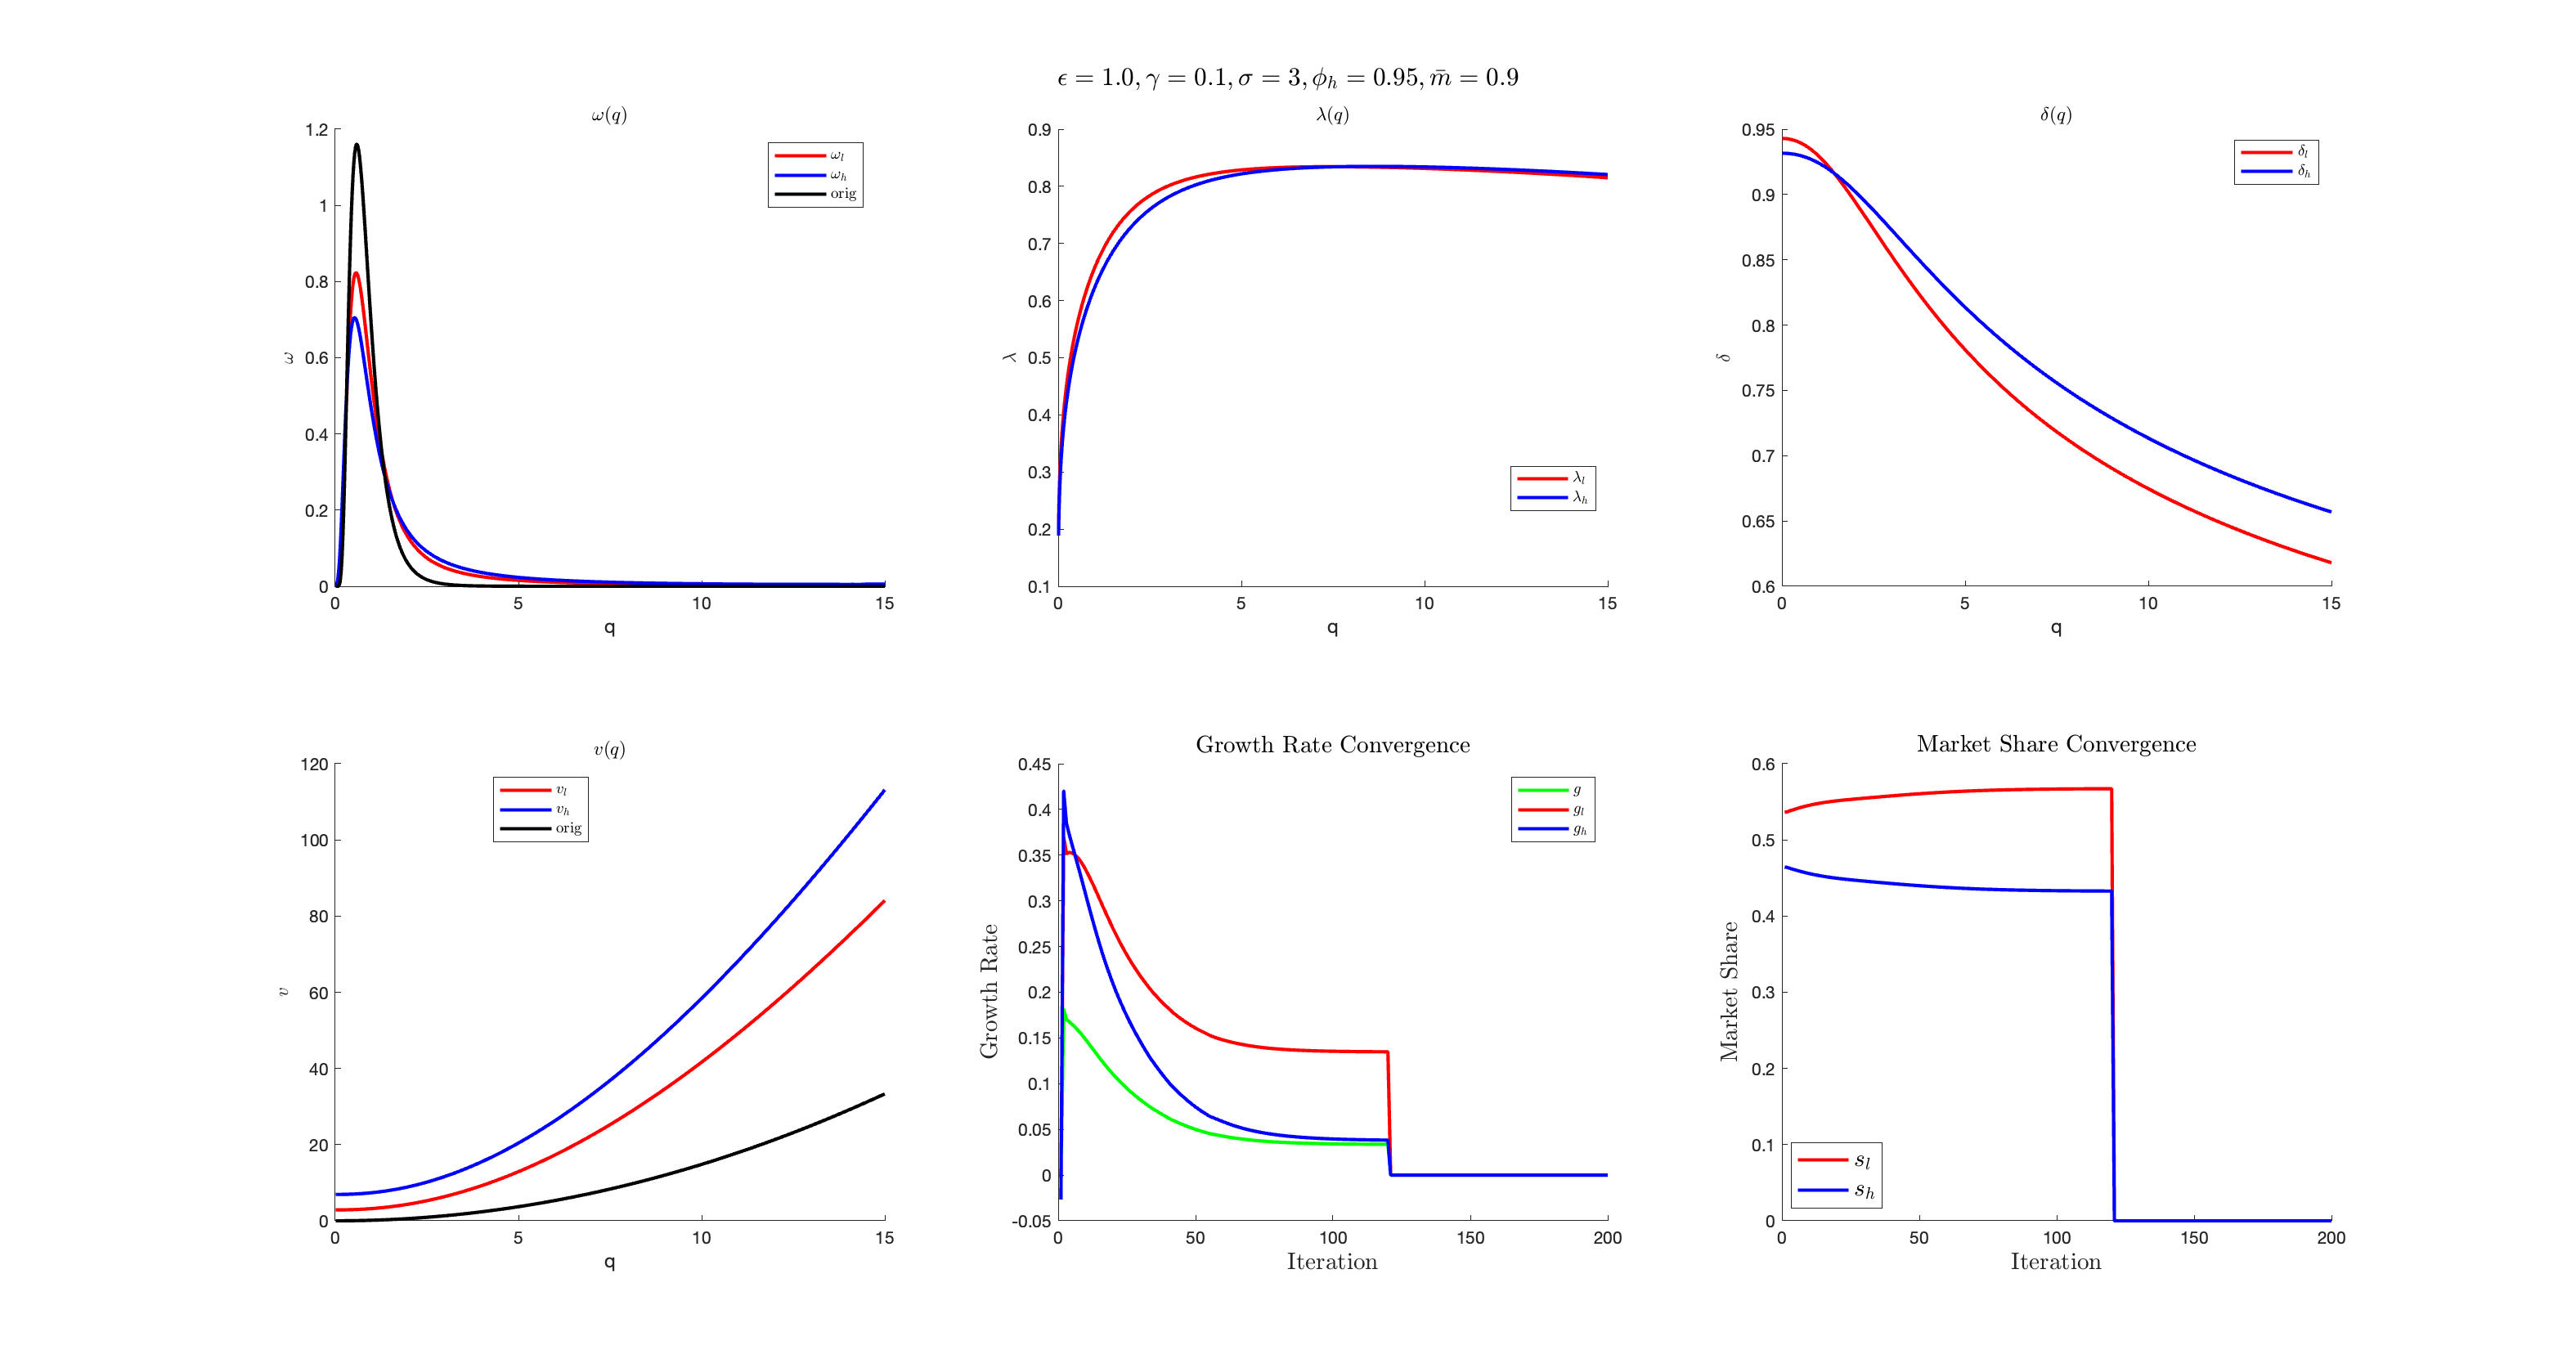 ϵ = 1.0, γ = 0.1, σ = 3, ϕ_h = 0.95, m̄ = 0.9
ω(q)
1.2
1
0.8
0.6
0.4
0.2
0
ω
0 5 10 15
q
ω_l
ω_h
orig
λ(q)
0.9
0.8
0.7
0.6
0.5
0.4
0.3
0.2
0.1
λ
0 5 10 15
q
λ_l
λ_h
δ(q)
0.95
0.9
0.85
0.8
0.75
0.7
0.65
0.6
δ
0 5 10 15
q
δ_l
δ_h
v(q)
120
100
80
60
40
20
0
v
0 5 10 15
q
v_l
v_h
orig
Growth Rate Convergence
0.45
0.4
0.35
0.3
0.25
0.2
0.15
0.1
0.05
0
-0.05
Growth Rate
0 50 100 150 200
Iteration
g
g_l
g_h
Market Share Convergence
0.6
0.5
0.4
0.3
0.2
0.1
0
Market Share
0 50 100 150 200
Iteration
s_l
s_h